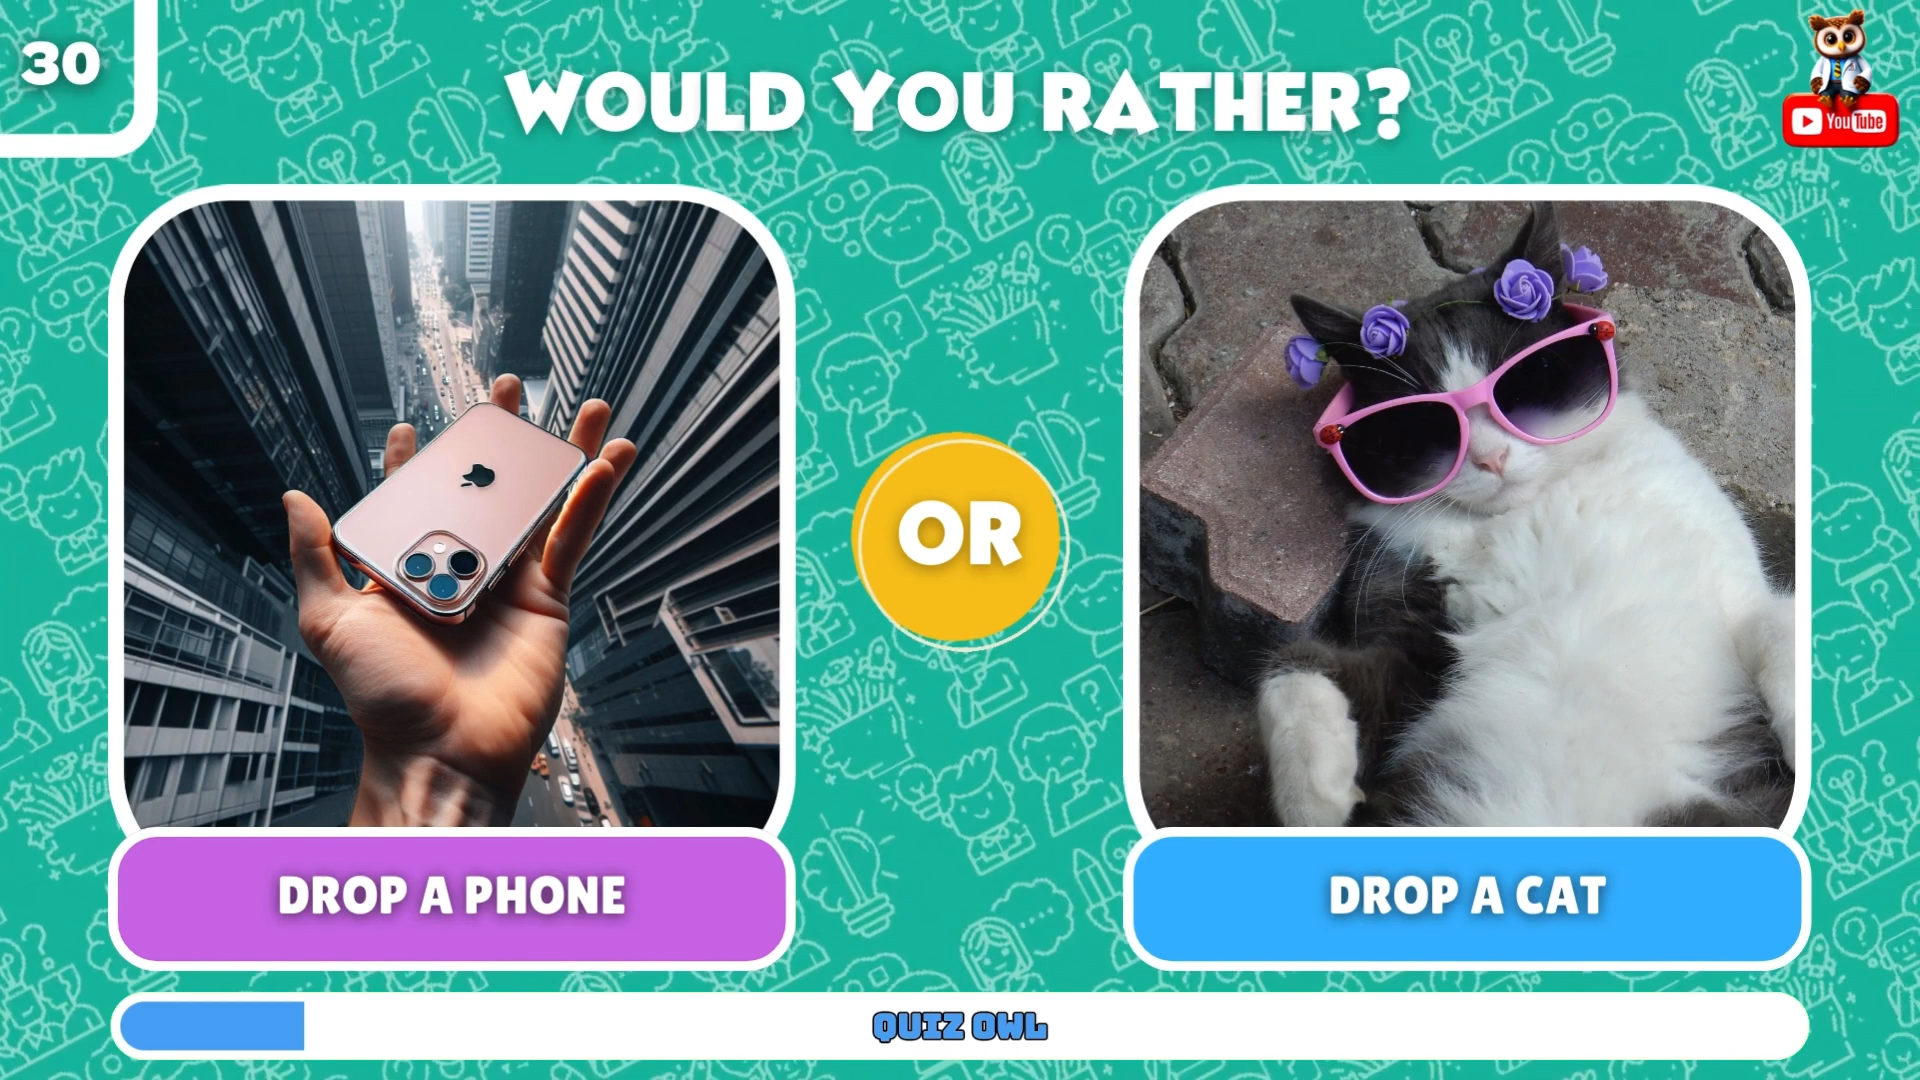 30
WOULD YOU RATHER?
YouTube
OR
DROP A PHONE
DROP A CAT
QUIZ OWL